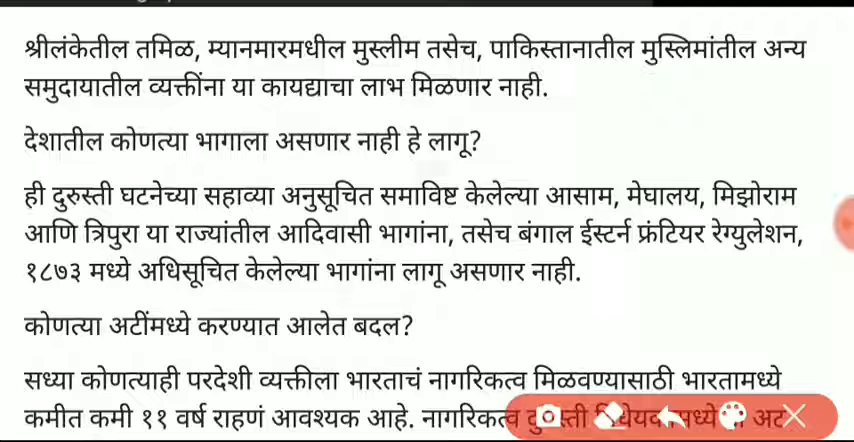 श्रीलंकेतील तमिळ, म्यानमारमधील मुस्लीम तसेच, पाकिस्तानातील मुस्लिमांतील अन्य
समुदायातील व्यक्तींना या कायद्याचा लाभ मिळणार नाही.
देशातील कोणत्या भागाला असणार नाही हे लागू?
ही दुरुस्ती घटनेच्या सहाव्या अनुसूचित समाविष्ट केलेल्या आसाम, मेघालय, मिझोराम
आणि त्रिपुरा या राज्यांतील आदिवासी भागांना, तसेच बंगाल ईस्टर्न फ्रंटियर रेग्युलेशन,
१८७३ मध्ये अधिसूचित केलेल्या भागांना लागू असणार नाही.
कोणत्या अटींमध्ये करण्यात आलेत बदल?
सध्या कोणत्याही परदेशी व्यक्तीला भारताचं नागरिकत्व मिळवण्यासाठी भारतामध्ये
कमीत कमी ११ वर्ष राहणं आवश्यक आहे. नागरिकत्व